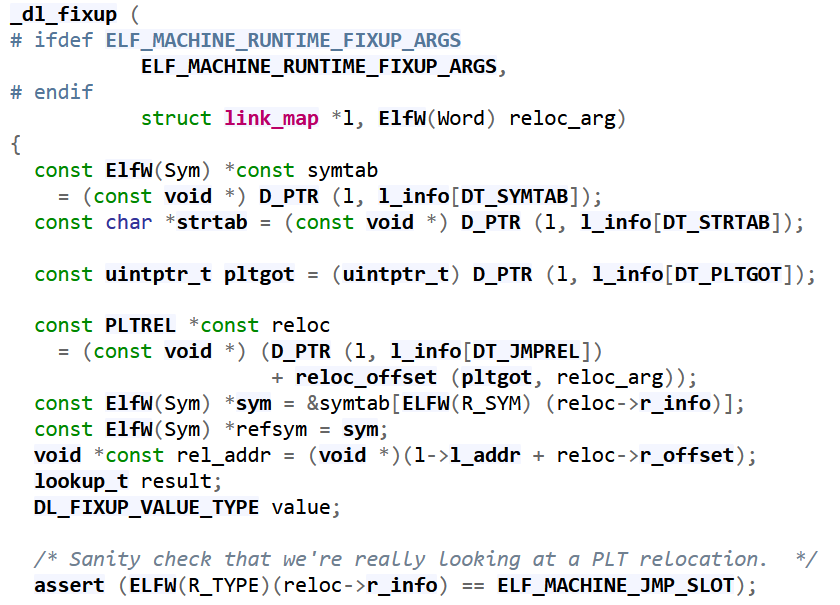 _dl_fixup (
# ifdef ELF_MACHINE_RUNTIME_FIXUP_ARGS
           ELF_MACHINE_RUNTIME_FIXUP_ARGS,
# endif
           struct link_map *l, ElfW(Word) reloc_arg)
{
  const ElfW(Sym) *const symtab
    = (const void *) D_PTR (l, l_info[DT_SYMTAB]);
  const char *strtab = (const void *) D_PTR (l, l_info[DT_STRTAB]);

  const uintptr_t pltgot = (uintptr_t) D_PTR (l, l_info[DT_PLTGOT]);

  const PLTREL *const reloc
    = (const void *) (D_PTR (l, l_info[DT_JMPREL])
                      + reloc_offset (pltgot, reloc_arg));
  const ElfW(Sym) *sym = &symtab[ELFW(R_SYM) (reloc->r_info)];
  const ElfW(Sym) *refsym = sym;
  void *const rel_addr = (void *)(l->l_addr + reloc->r_offset);
  lookup_t result;
  DL_FIXUP_VALUE_TYPE value;

  /* Sanity check that we're really looking at a PLT relocation.  */
  assert (ELFW(R_TYPE)(reloc->r_info) == ELF_MACHINE_JMP_SLOT);